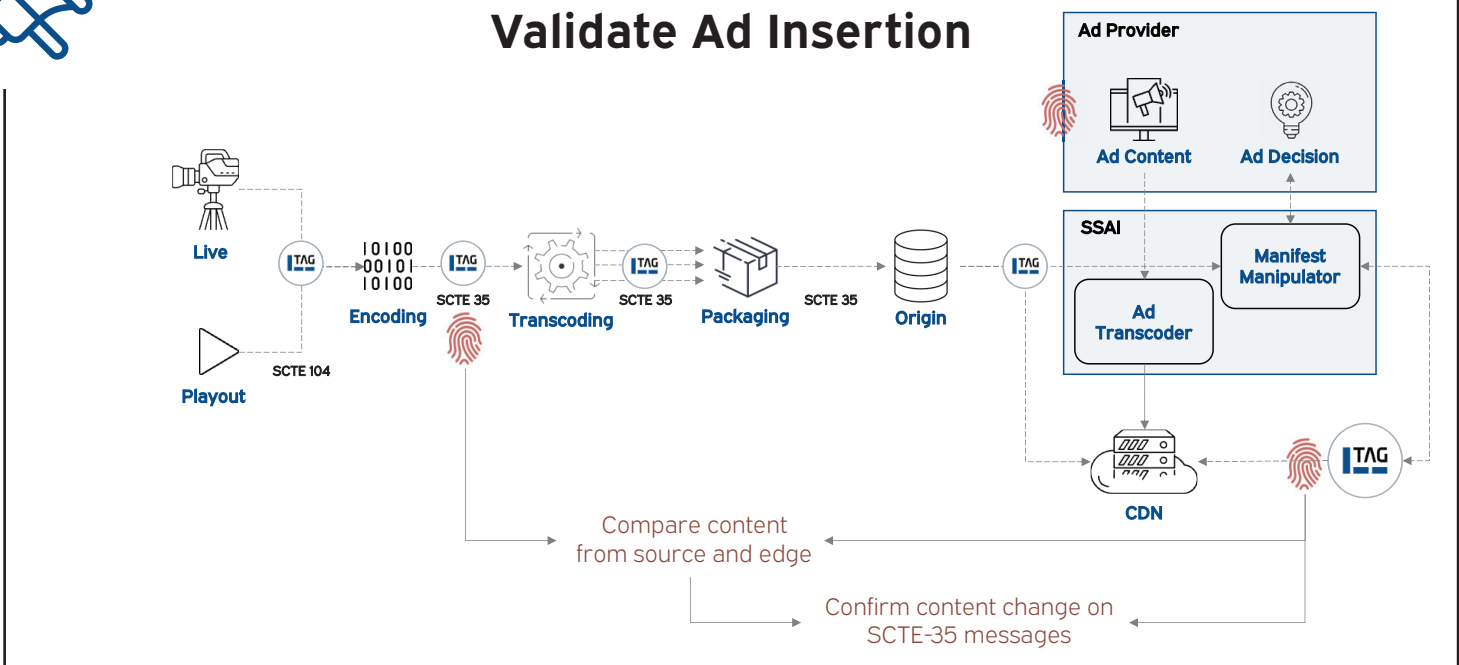 Validate Ad Insertion
Ad Provider
Ad Content
Ad Decision
Live
TAG
10100
00101
10100
Encoding
TAG
SCTE 35
Transcoding
TAG
SCTE 35
Packaging
SCTE 35
Origin
TAG
SSAI
Manifest
Manipulator
Ad
Transcoder
Playout
SCTE 104
CDN
TAG
Compare content
from source and edge
Confirm content change on
SCTE-35 messages